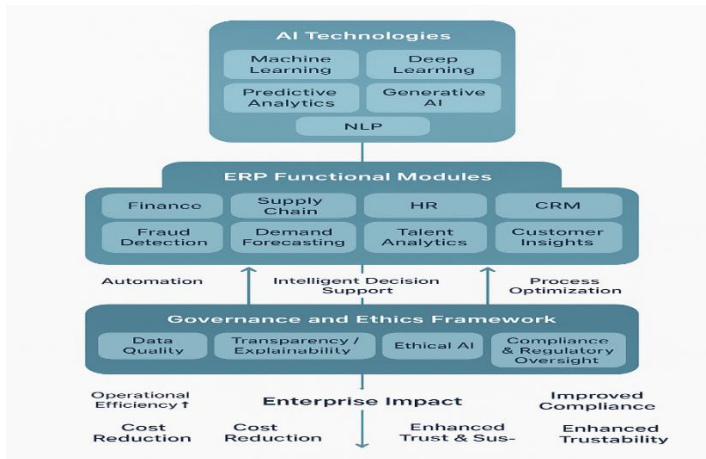 AI Technologies
Machine
Learning
Deep
Learning
Predictive
Analytics
Generative
AI
NLP
ERP Functional Modules
Finance
Supply
Chain
HR
CRM
Fraud
Detection
Demand
Forecasting
Talent
Analytics
Customer
Insights
Automation
Intelligent Decision
Support
Process
Optimization
Governance and Ethics Framework
Data
Quality
Transparency /
Explainability
Ethical AI
Compliance
& Regulatory
Oversight
Operational
Efficiency ↑
Enterprise Impact
Improved
Compliance
Cost
Reduction
Cost
Reduction
Enhanced
Trust & Sus-
Enhanced
Trustability